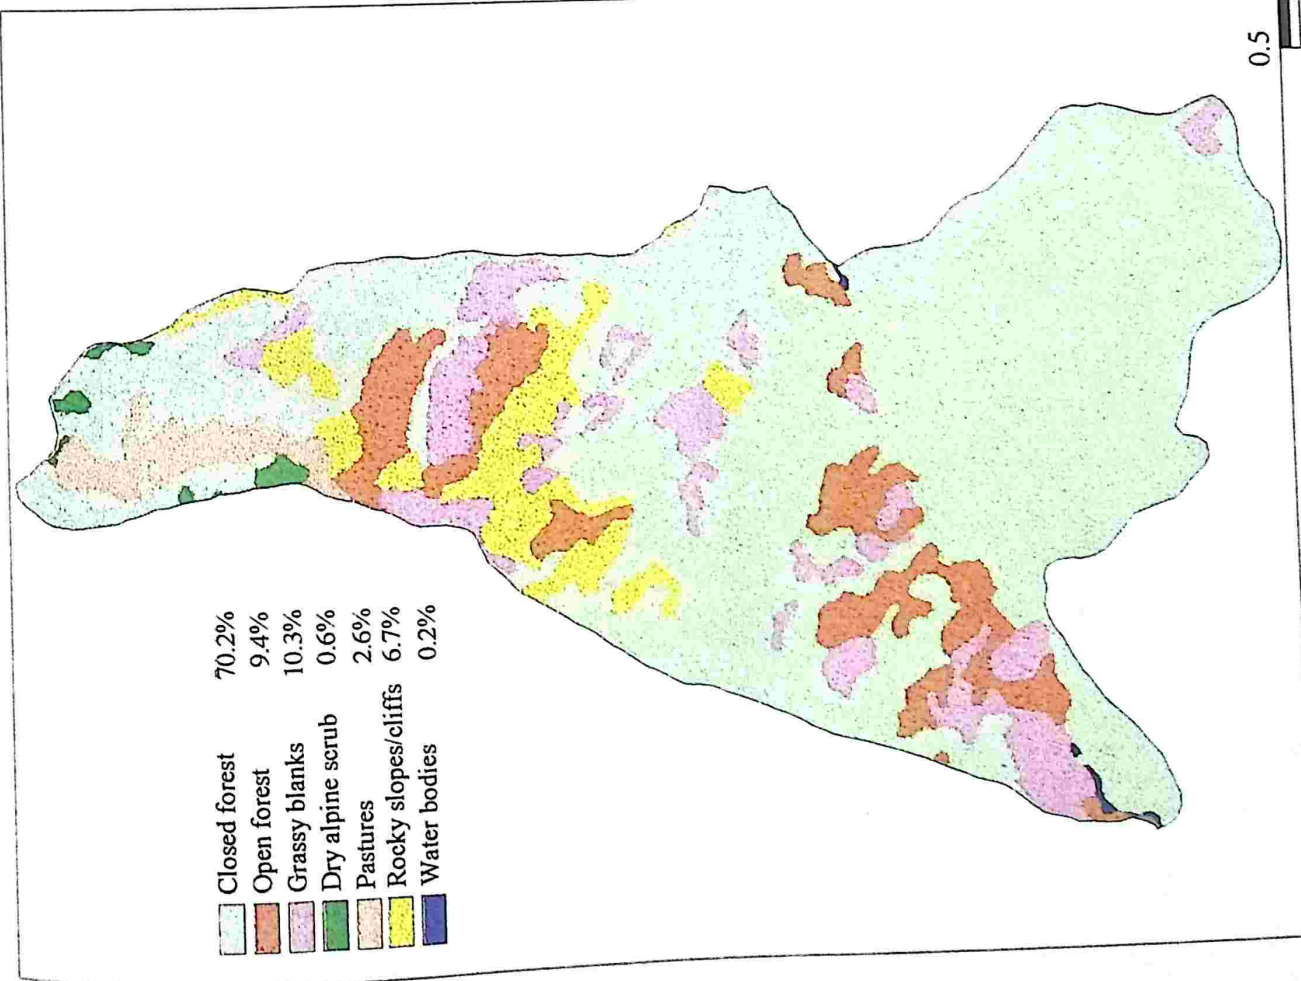 Closed forest 70.2%
Open forest 9.4%
Grassy blanks 10.3%
Dry alpine scrub 0.6%
Pastures 2.6%
Rocky slopes/cliffs 6.7%
Water bodies 0.2%
0.5